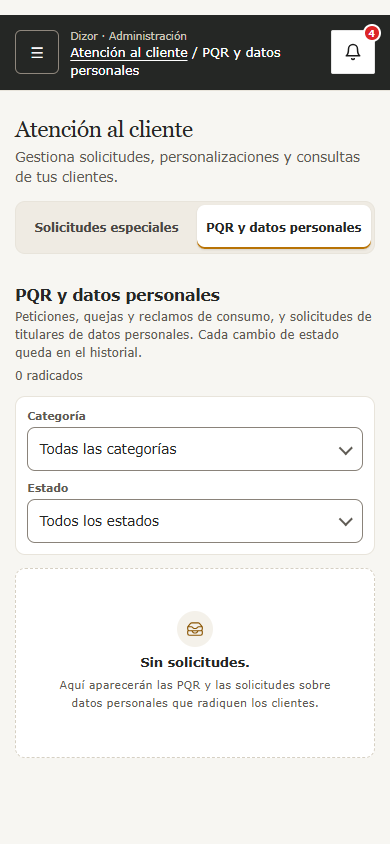 Dizor · Administración
Atención al cliente / PQR y datos
personales
4
Atención al cliente
Gestiona solicitudes, personalizaciones y consultas
de tus clientes.
Solicitudes especiales
PQR y datos personales
PQR y datos personales
Peticiones, quejas y reclamos de consumo, y solicitudes de
titulares de datos personales. Cada cambio de estado
queda en el historial.
0 radicados
Categoría
Todas las categorías
Estado
Todos los estados
Sin solicitudes.
Aquí aparecerán las PQR y las solicitudes sobre
datos personales que radiquen los clientes.